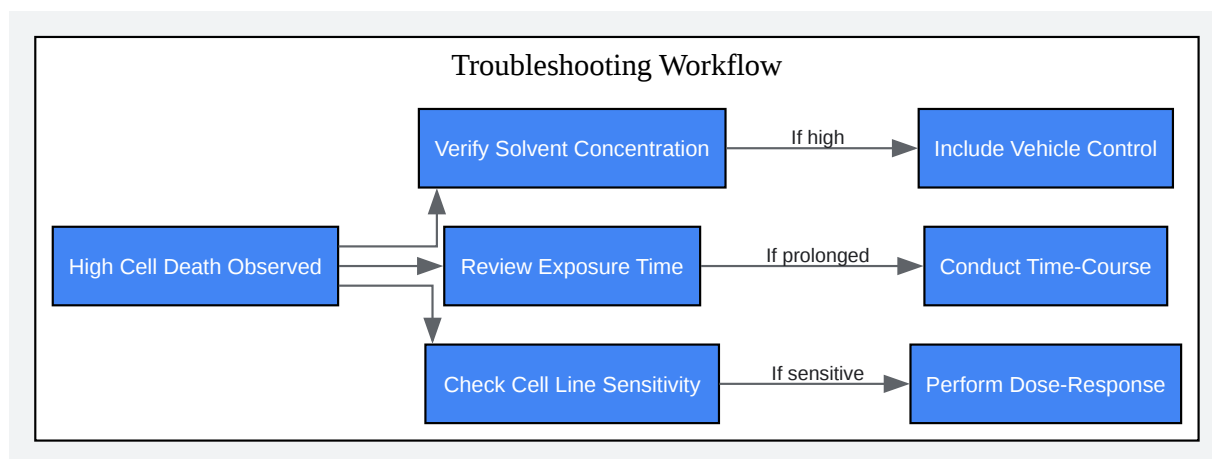 Troubleshooting Workflow
Verify Solvent Concentration
If high
Include Vehicle Control
High Cell Death Observed
Review Exposure Time
If prolonged
Conduct Time-Course
Check Cell Line Sensitivity
If sensitive
Perform Dose-Response